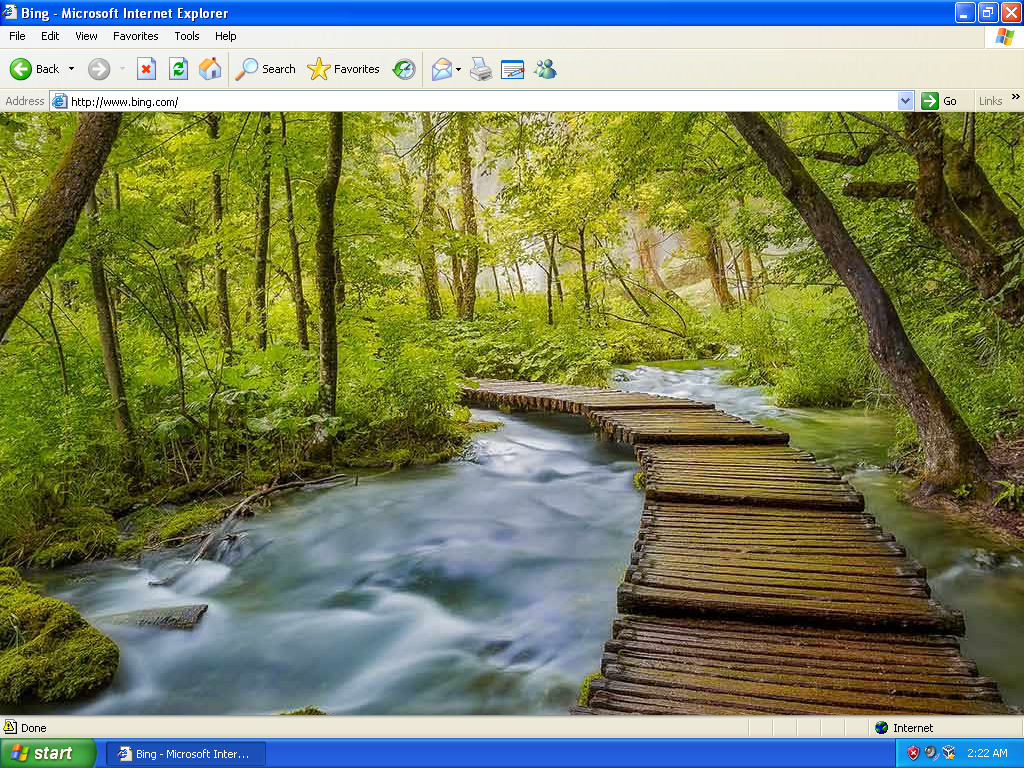 Bing - Microsoft Internet Explorer
File Edit View Favorites Tools Help
Back Search Favorites
Address http://www.bing.com/ Go Links »
Done Internet
start Bing - Microsoft Inter... 2:22 AM